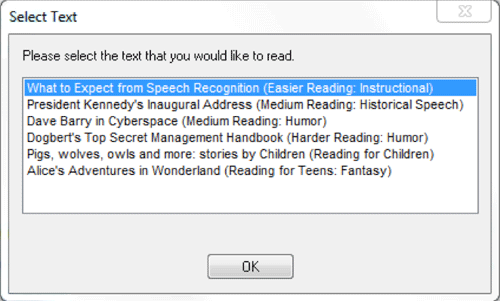 Select Text
Please select the text that you would like to read.
What to Expect from Speech Recognition (Easier Reading: Instructional)
President Kennedy's Inaugural Address (Medium Reading: Historical Speech)
Dave Barry in Cyberspace (Medium Reading: Humor)
Dogbert's Top Secret Management Handbook (Harder Reading: Humor)
Pigs, wolves, owls and more: stories by Children (Reading for Children)
Alice's Adventures in Wonderland (Reading for Teens: Fantasy)
OK